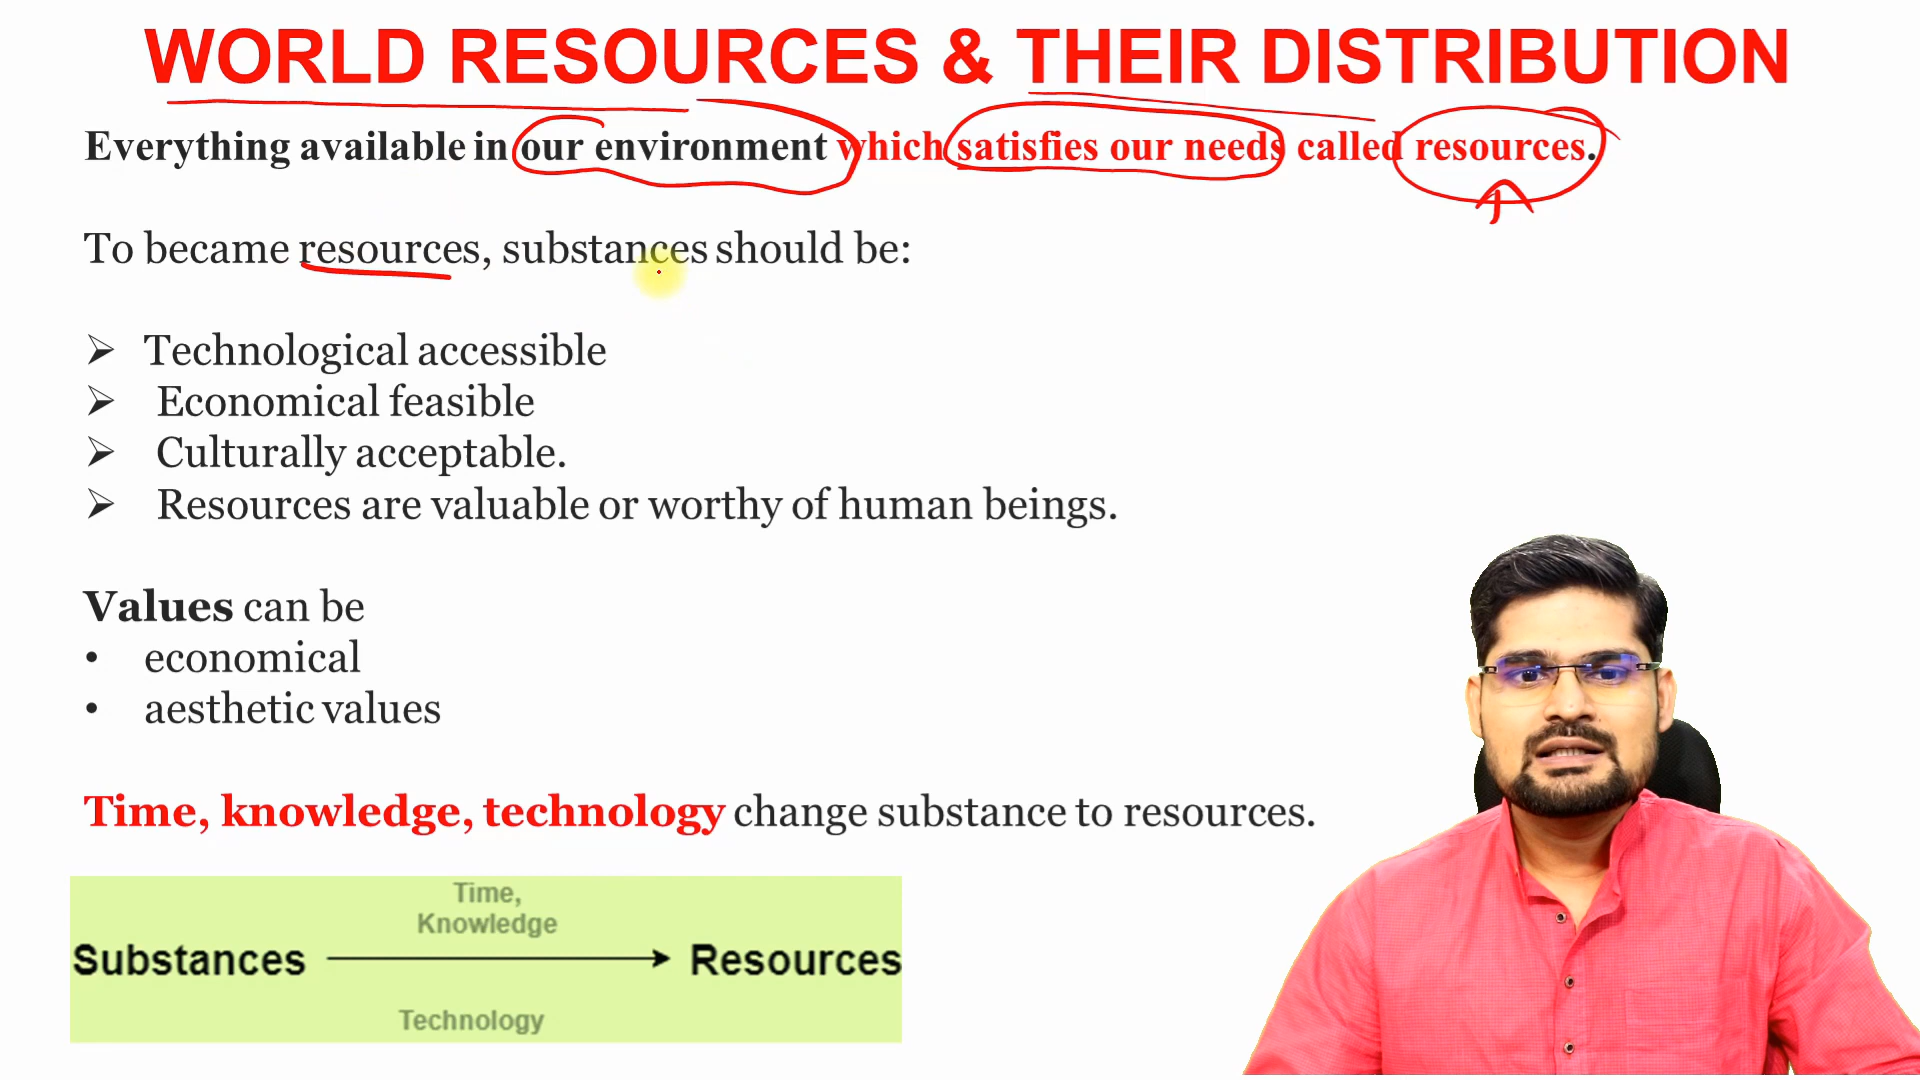 WORLD RESOURCES & THEIR DISTRIBUTION
Everything available in our environment which satisfies our needs called resources.
To became resources, substances should be:
➢ Technological accessible
➢ Economical feasible
➢ Culturally acceptable.
➢ Resources are valuable or worthy of human beings.
Values can be
• economical
• aesthetic values
Time, knowledge, technology change substance to resources.
Time,
Knowledge
Substances Resources
Technology